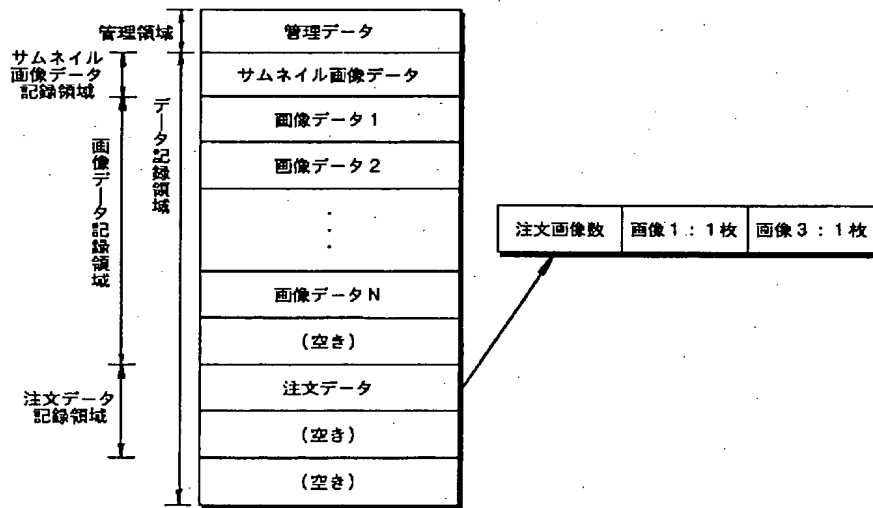 管理領域
管理データ
サムネイル
画像データ
記録領域
サムネイル画像データ
データ記録領域
画像データ記録領域
画像データ1
画像データ2
画像データN
(空き)
注文データ
記録領域
注文データ
(空き)
(空き)
注文画像数
画像1:1枚
画像3:1枚